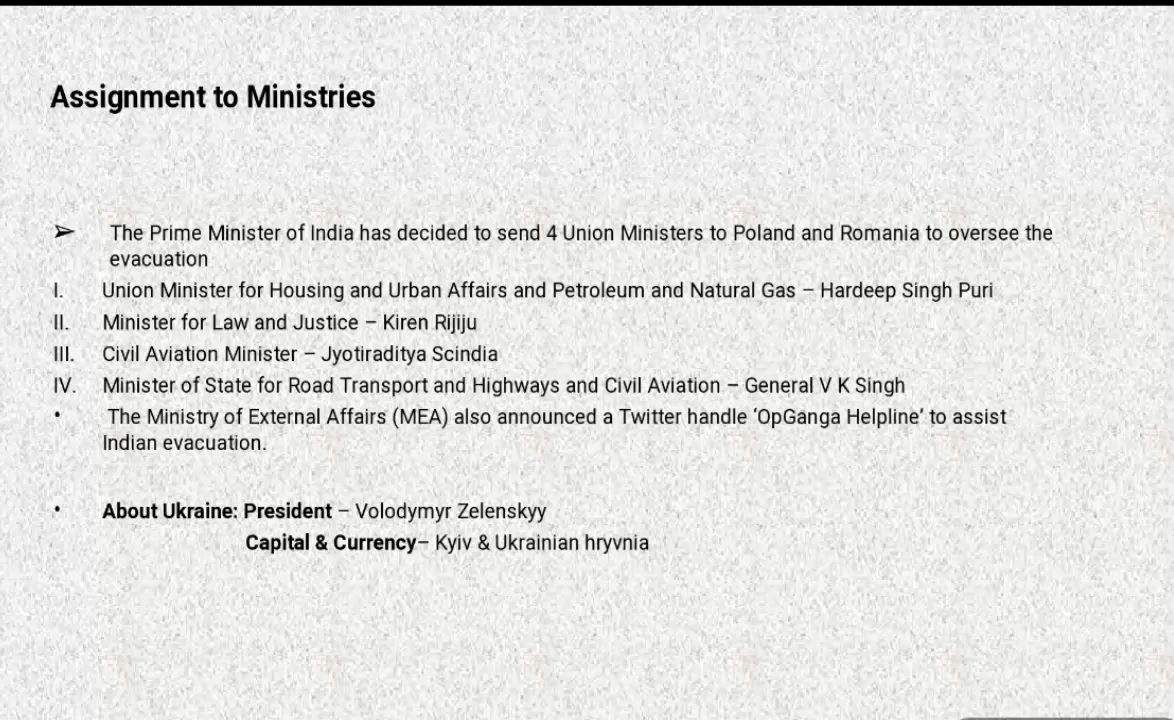 Assignment to Ministries
➢ The Prime Minister of India has decided to send 4 Union Ministers to Poland and Romania to oversee the
evacuation
I. Union Minister for Housing and Urban Affairs and Petroleum and Natural Gas – Hardeep Singh Puri
II. Minister for Law and Justice – Kiren Rijiju
III. Civil Aviation Minister – Jyotiraditya Scindia
IV. Minister of State for Road Transport and Highways and Civil Aviation – General V K Singh
• The Ministry of External Affairs (MEA) also announced a Twitter handle ‘OpGanga Helpline’ to assist
Indian evacuation.
• About Ukraine: President – Volodymyr Zelenskyy
Capital & Currency– Kyiv & Ukrainian hryvnia